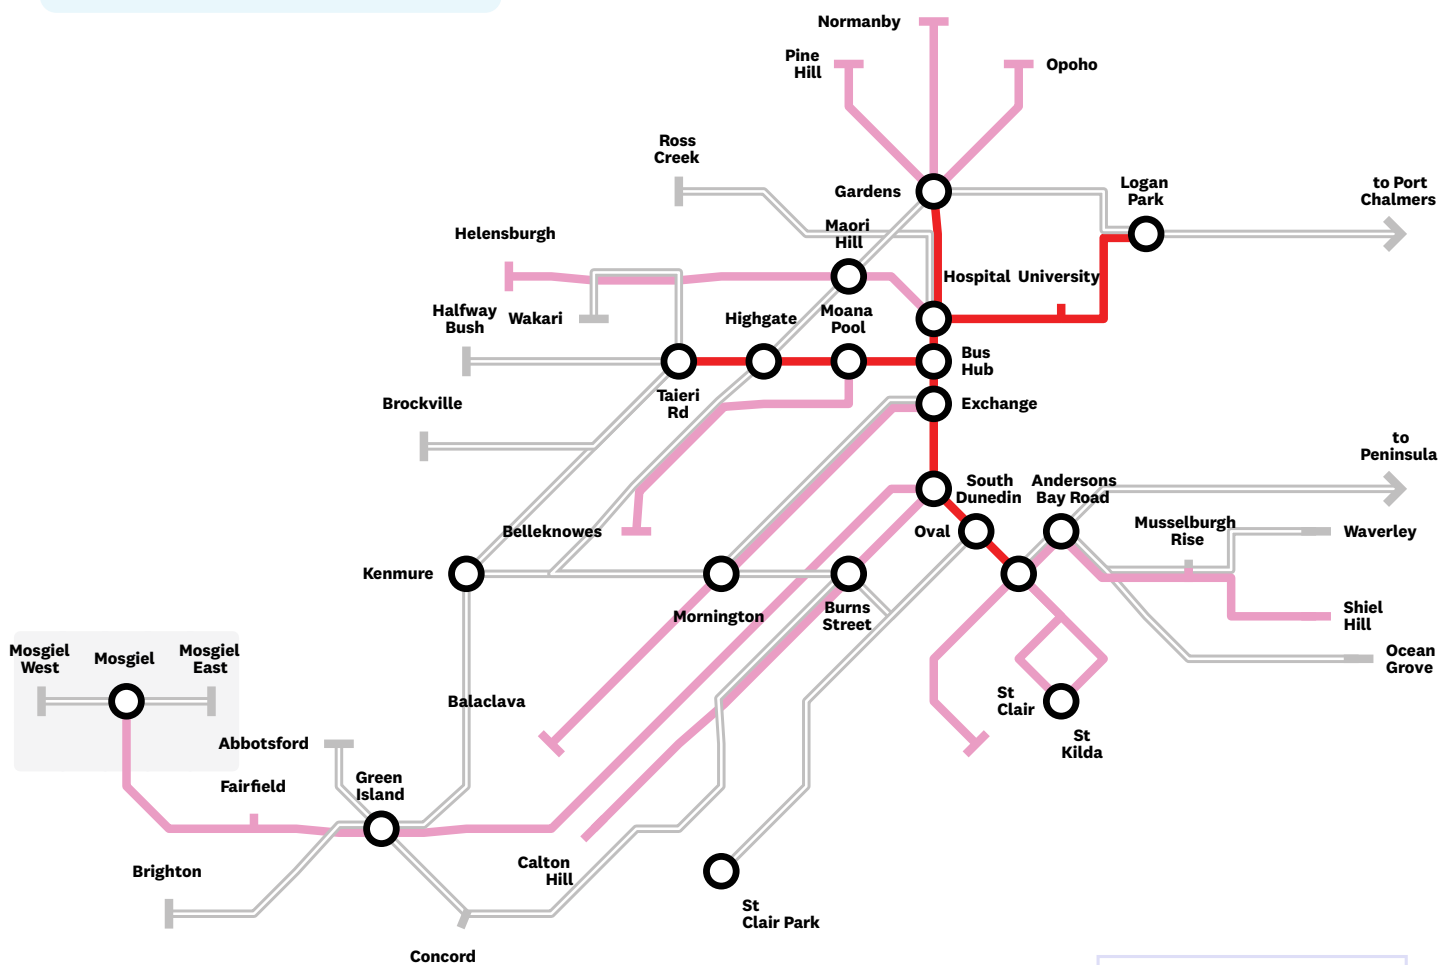 Normanby
Pine
Hill
Opoho
Ross
Creek
Gardens
Logan
Park
to Port
Chalmers
Maori
Hill
Helensburgh
Hospital University
Halfway
Bush
Wakari
Highgate
Moana
Pool
Bus
Hub
Taieri
Rd
Brockville
Exchange
to
Peninsula
South
Dunedin
Andersons
Bay Road
Musselburgh
Rise
Waverley
Belleknowes
Oval
Kenmure
Mornington
Burns
Street
Shiel
Hill
Mosgiel
West
Mosgiel
Mosgiel
East
Ocean
Grove
Balaclava
St
Clair
St
Kilda
Abbotsford
Fairfield
Green
Island
Brighton
Calton
Hill
St
Clair Park
Concord